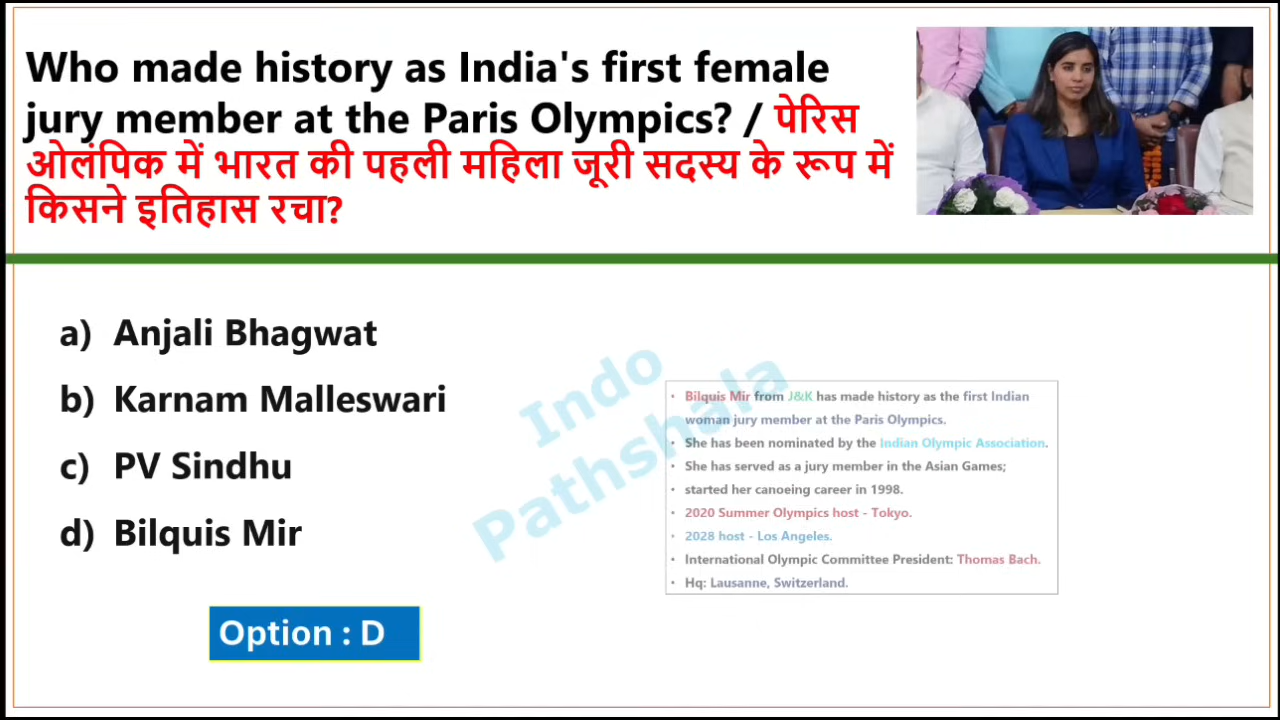 Who made history as India's first female
jury member at the Paris Olympics? / पेरिस
ओलंपिक में भारत की पहली महिला जूरी सदस्य के रूप में
किसने इतिहास रचा?
a) Anjali Bhagwat
b) Karnam Malleswari
c) PV Sindhu
d) Bilquis Mir
Option : D
Indo
Pathshala
• Bilquis Mir from J&K has made history as the first Indian
woman jury member at the Paris Olympics.
• She has been nominated by the Indian Olympic Association.
• She has served as a jury member in the Asian Games;
• started her canoeing career in 1998.
• 2020 Summer Olympics host - Tokyo.
• 2028 host - Los Angeles.
• International Olympic Committee President: Thomas Bach.
• Hq: Lausanne, Switzerland.